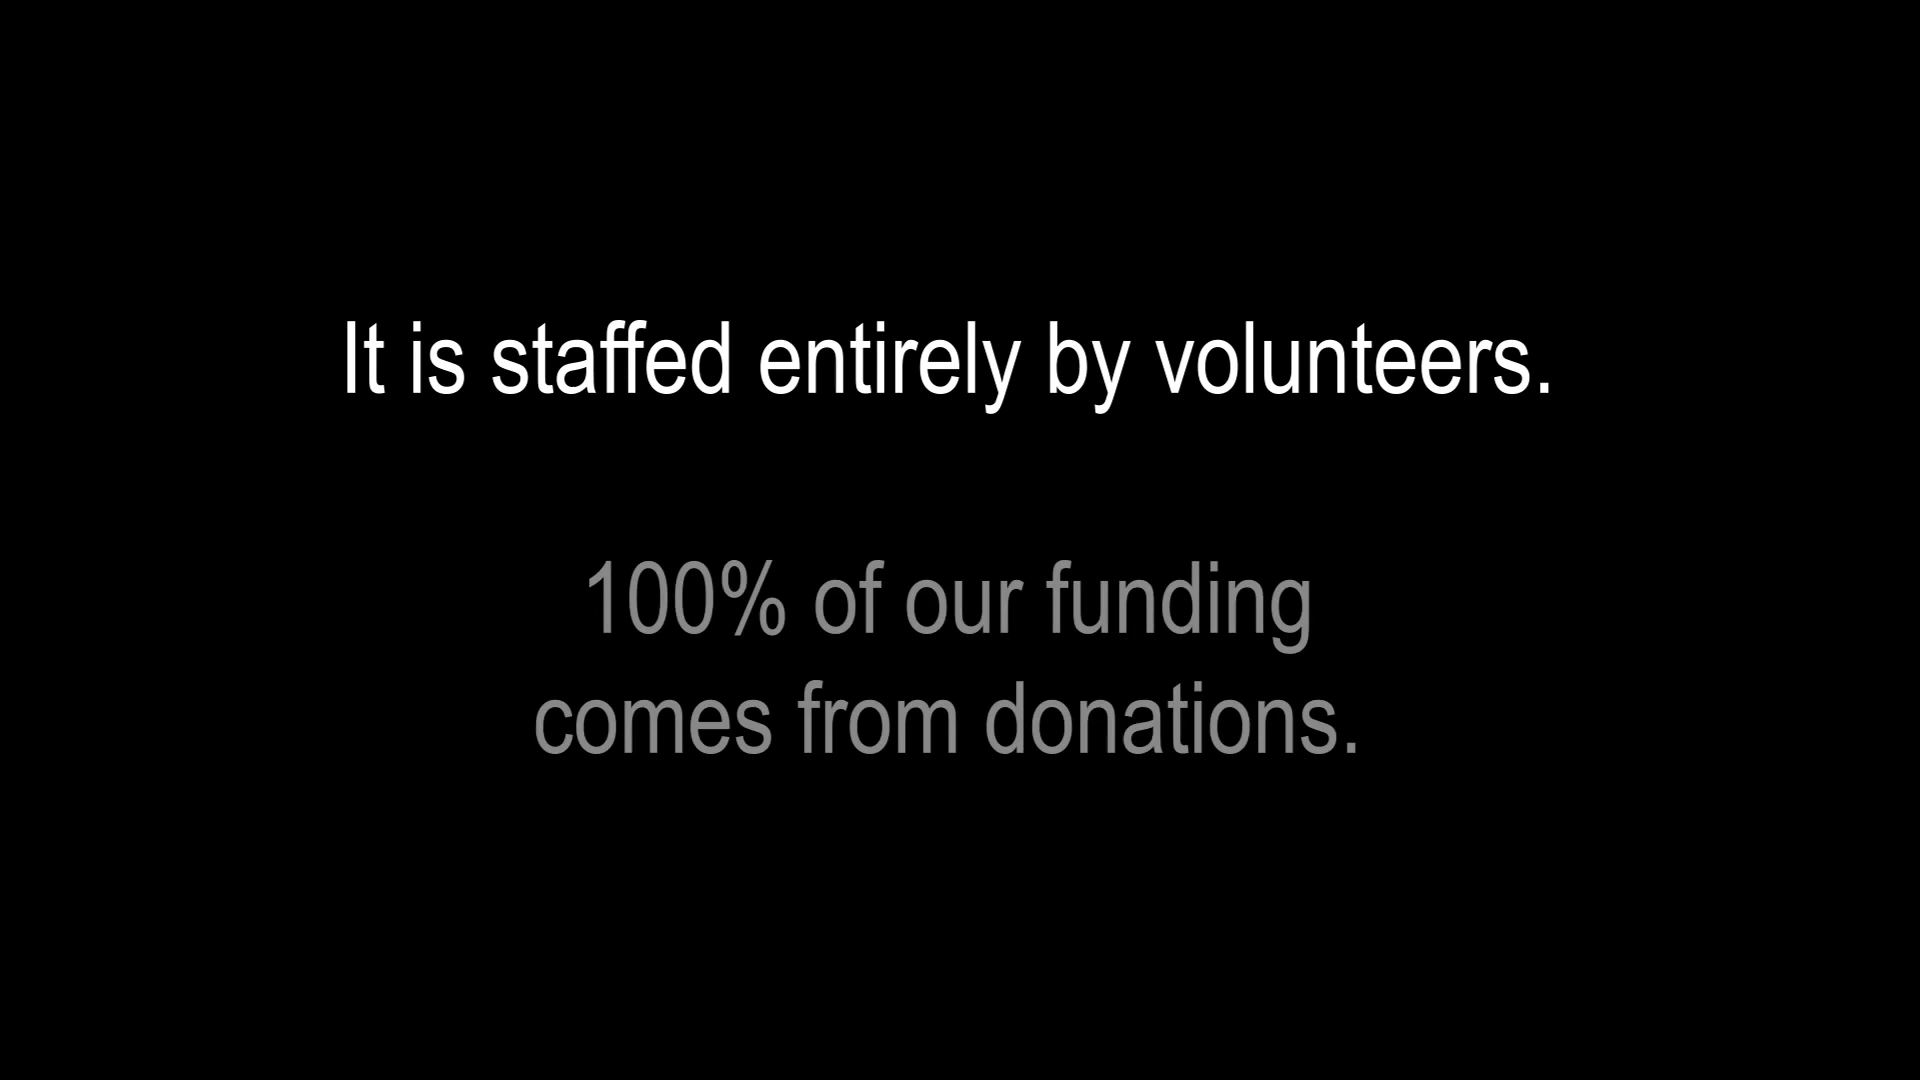 It is staffed entirely by volunteers.
100% of our funding
comes from donations.